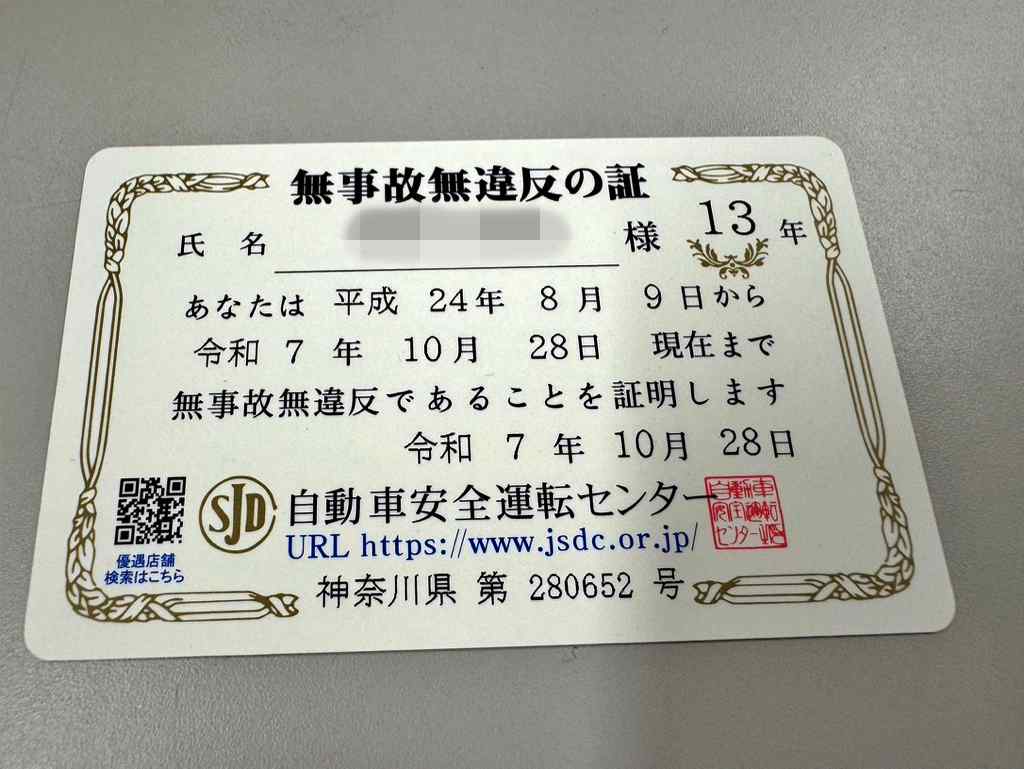 無事故無違反の証
氏 名 様 13 年
あなたは 平成 24年 8 月 9 日から
令和 7 年 10月 28日 現在まで
無事故無違反であることを証明します
令和 7 年 10月 28日
SJD 自動車安全運転センター
URL https://www.jsdc.or.jp/
優遇店舗
検索はこちら
神奈川県 第 280652 号